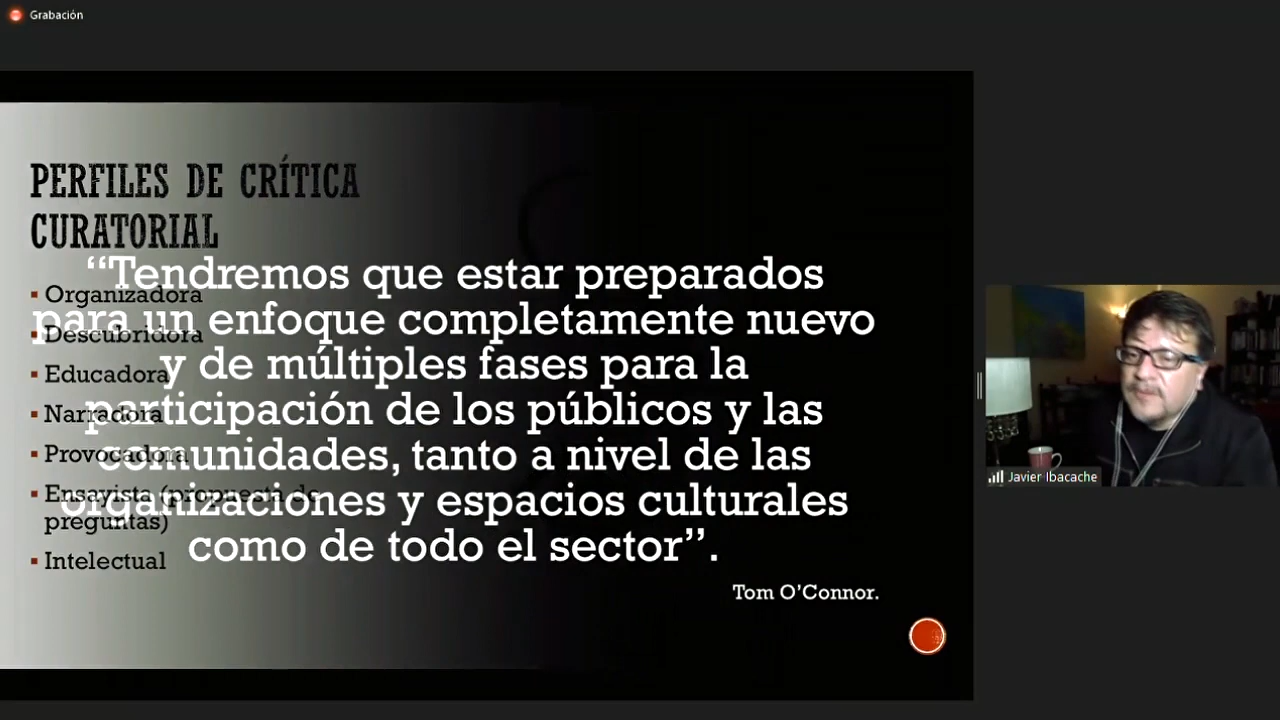 Grabación
PERFILES DE CRÍTICA
CURATORIAL
▪ Organizadora
▪ Descubridora
▪ Educadora
▪ Narradora
▪ Provocadora
▪ Ensayista (propuesta de
preguntas)
▪ Intelectual
“Tendremos que estar preparados
para un enfoque completamente nuevo
y de múltiples fases para la
participación de los públicos y las
comunidades, tanto a nivel de las
organizaciones y espacios culturales
como de todo el sector”.
Tom O’Connor.
Javier Ibacache